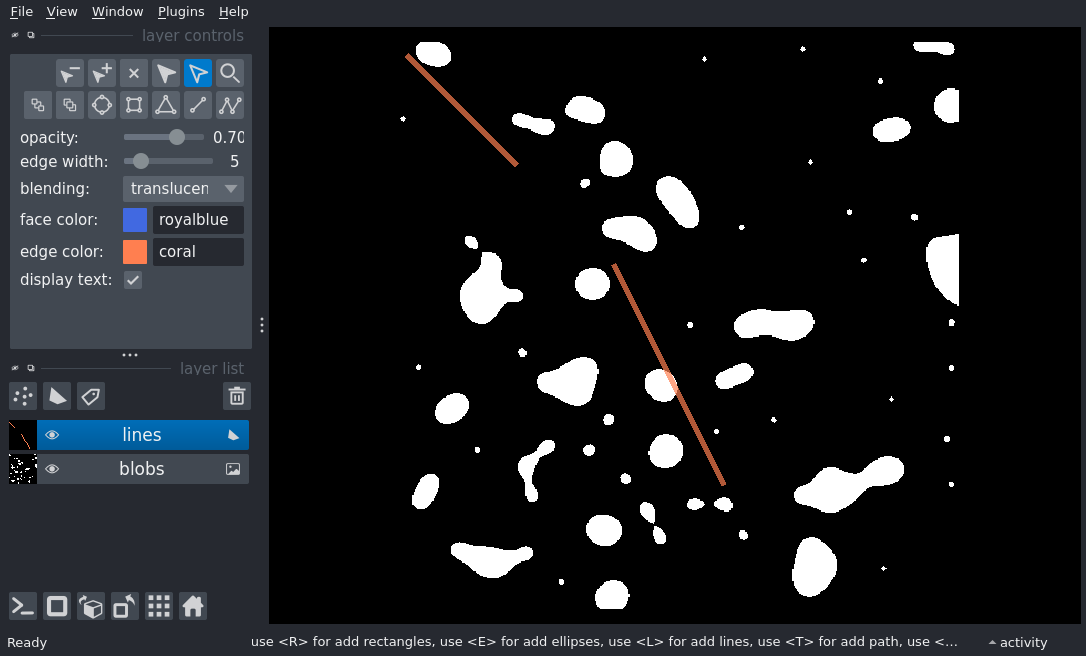 File View Window Plugins Help
layer controls
opacity: 0.70
edge width: 5
blending: translucen
face color: royalblue
edge color: coral
display text:
layer list
lines
blobs
Ready use <R> for add rectangles, use <E> for add ellipses, use <L> for add lines, use <T> for add path, use <... activity